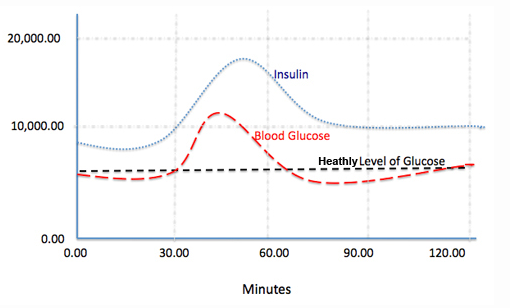 20,000.00
Insulin
10,000.00
Blood Glucose
Heathly Level of Glucose
0.00
0.00 30.00 60.00 90.00 120.00
Minutes